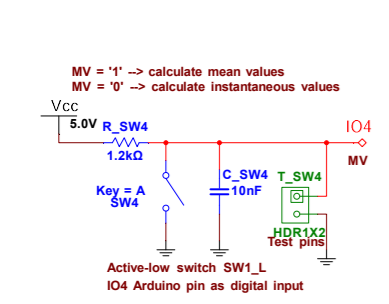 MV = '1' --> calculate mean values
MV = '0' --> calculate instantaneous values
Vcc
5.0V
R_SW4
1.2kΩ
IO4
MV
Key = A
SW4
C_SW4
10nF
T_SW4
HDR1X2
Test pins
Active-low switch SW1_L
IO4 Arduino pin as digital input